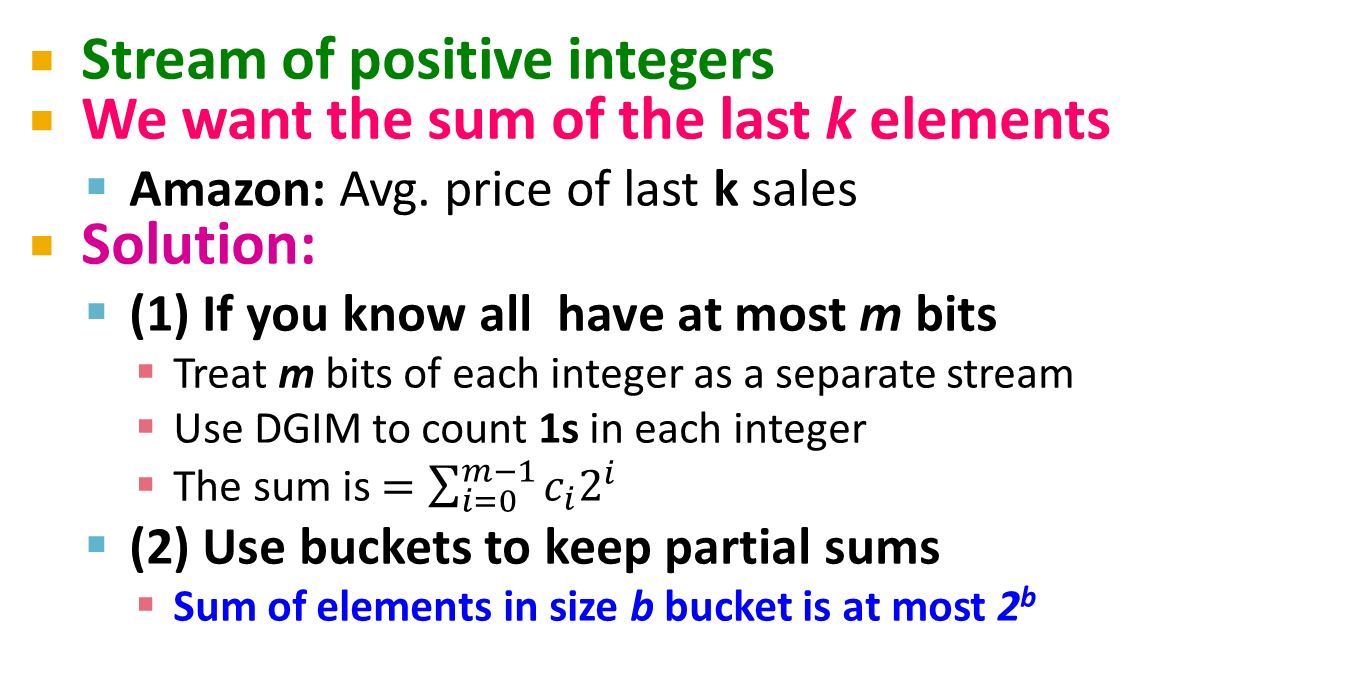 Stream of positive integers
We want the sum of the last k elements
Amazon: Avg. price of last k sales
Solution:
(1) If you know all  have at most m bits
Treat m bits of each integer as a separate stream
Use DGIM to count 1s in each integer
The sum is = ∑_{i=0}^{m−1} c_i 2^i
(2) Use buckets to keep partial sums
Sum of elements in size b bucket is at most 2^b